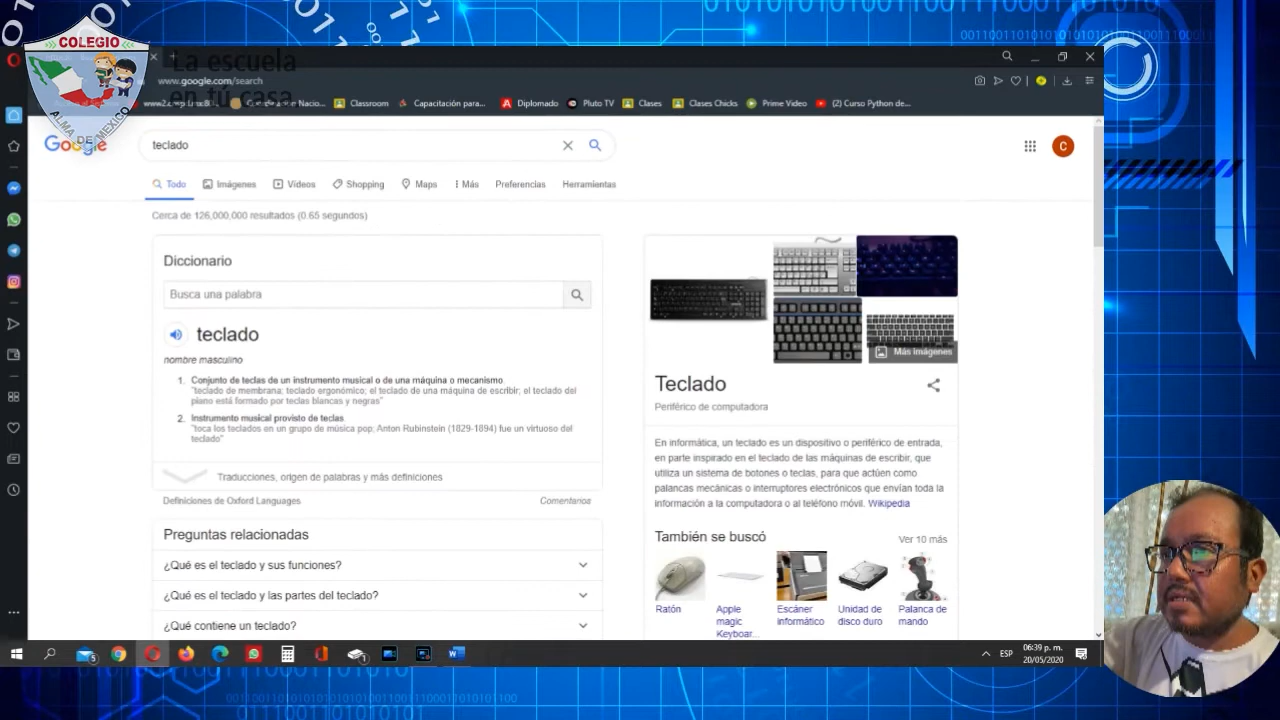 COLEGIO
ALMA DE MEXICO
La escuela
en tú casa
www.google.com/search
Classroom
Capacitación para...
Diplomado
Pluto TV
Clases
Clases Chicks
Prime Video
(2) Curso Python de...
Google
teclado
C
Todo
Imágenes
Vídeos
Shopping
Maps
Más
Preferencias
Herramientas
Cerca de 126,000,000 resultados (0.65 segundos)
Diccionario
Busca una palabra
teclado
nombre masculino
1. Conjunto de teclas de un instrumento musical o de una máquina o mecanismo.
"teclado de membrana; teclado ergonómico; el teclado de una máquina de escribir; el teclado del
piano está formado por teclas blancas y negras"
2. Instrumento musical provisto de teclas.
"toca los teclados en un grupo de música pop; Anton Rubinstein (1829-1894) fue un virtuoso del
teclado"
Traducciones, origen de palabras y más definiciones
Definiciones de Oxford Languages
Comentarios
Preguntas relacionadas
¿Qué es el teclado y sus funciones?
¿Qué es el teclado y las partes del teclado?
¿Qué contiene un teclado?
Más imágenes
Teclado
Periférico de computadora
En informática, un teclado es un dispositivo o periférico de entrada,
en parte inspirado en el teclado de las máquinas de escribir, que
utiliza un sistema de botones o teclas, para que actúen como
palancas mecánicas o interruptores electrónicos que envían toda la
información a la computadora o al teléfono móvil. Wikipedia
También se buscó
Ver 10 más
Ratón
Apple
magic
Keyboar...
Escáner
informático
Unidad de
disco duro
Palanca de
mando
5
1
ESP
06:39 p. m.
20/05/2020